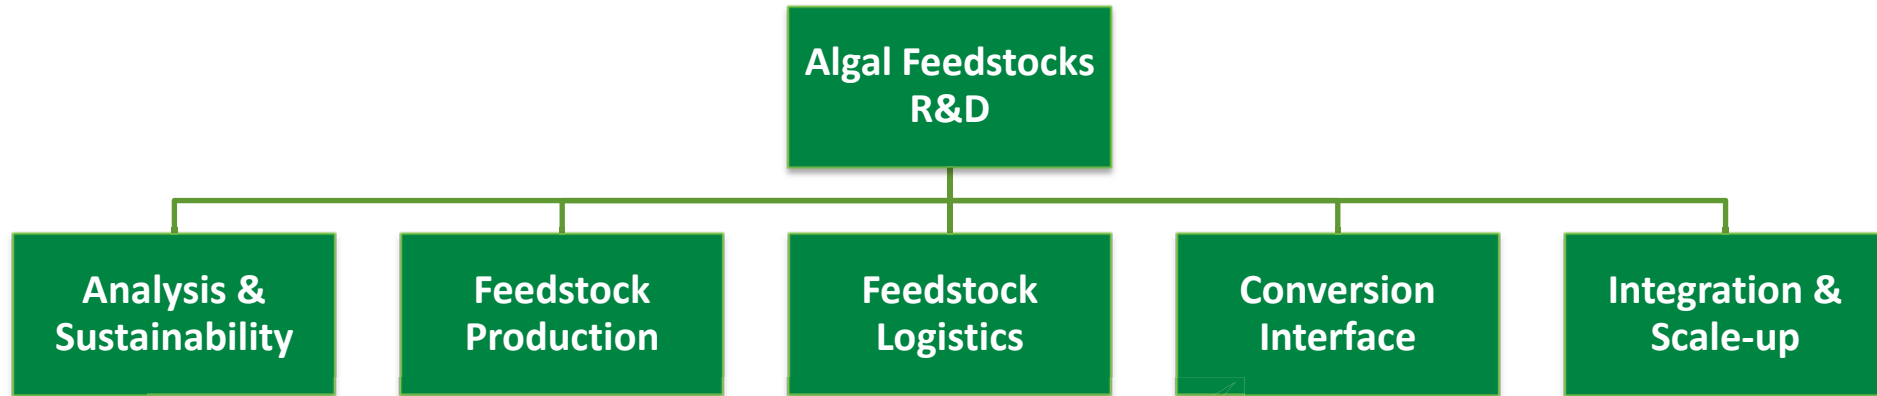 Algal Feedstocks
R&D
Analysis &
Sustainability
Feedstock
Production
Feedstock
Logistics
Conversion
Interface
Integration &
Scale-up